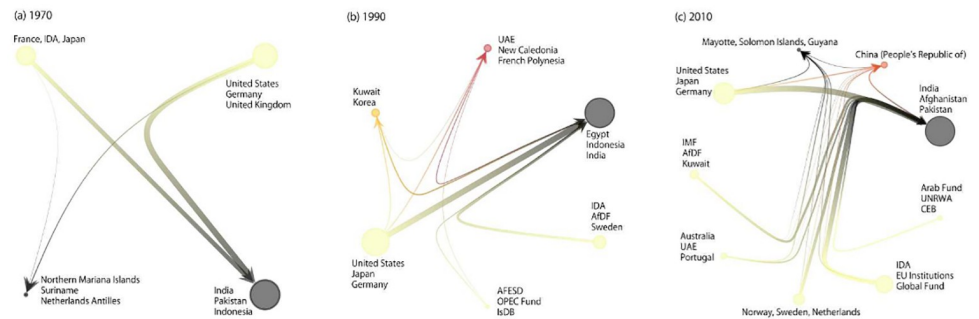 (a) 1970
France, IDA, Japan
United States
Germany
United Kingdom
Northern Mariana Islands
Suriname
Netherlands Antilles
India
Pakistan
Indonesia
(b) 1990
UAE
New Caledonia
French Polynesia
Kuwait
Korea
Egypt
Indonesia
India
IDA
AfDF
Sweden
United States
Japan
Germany
AFESD
OPEC Fund
IsDB
(c) 2010
Mayotte, Solomon Islands, Guyana
China (People's Republic of)
United States
Japan
Germany
India
Afghanistan
Pakistan
IMF
AfDF
Kuwait
Arab Fund
UNRWA
CEB
Australia
UAE
Portugal
IDA
EU Institutions
Global Fund
Norway, Sweden, Netherlands